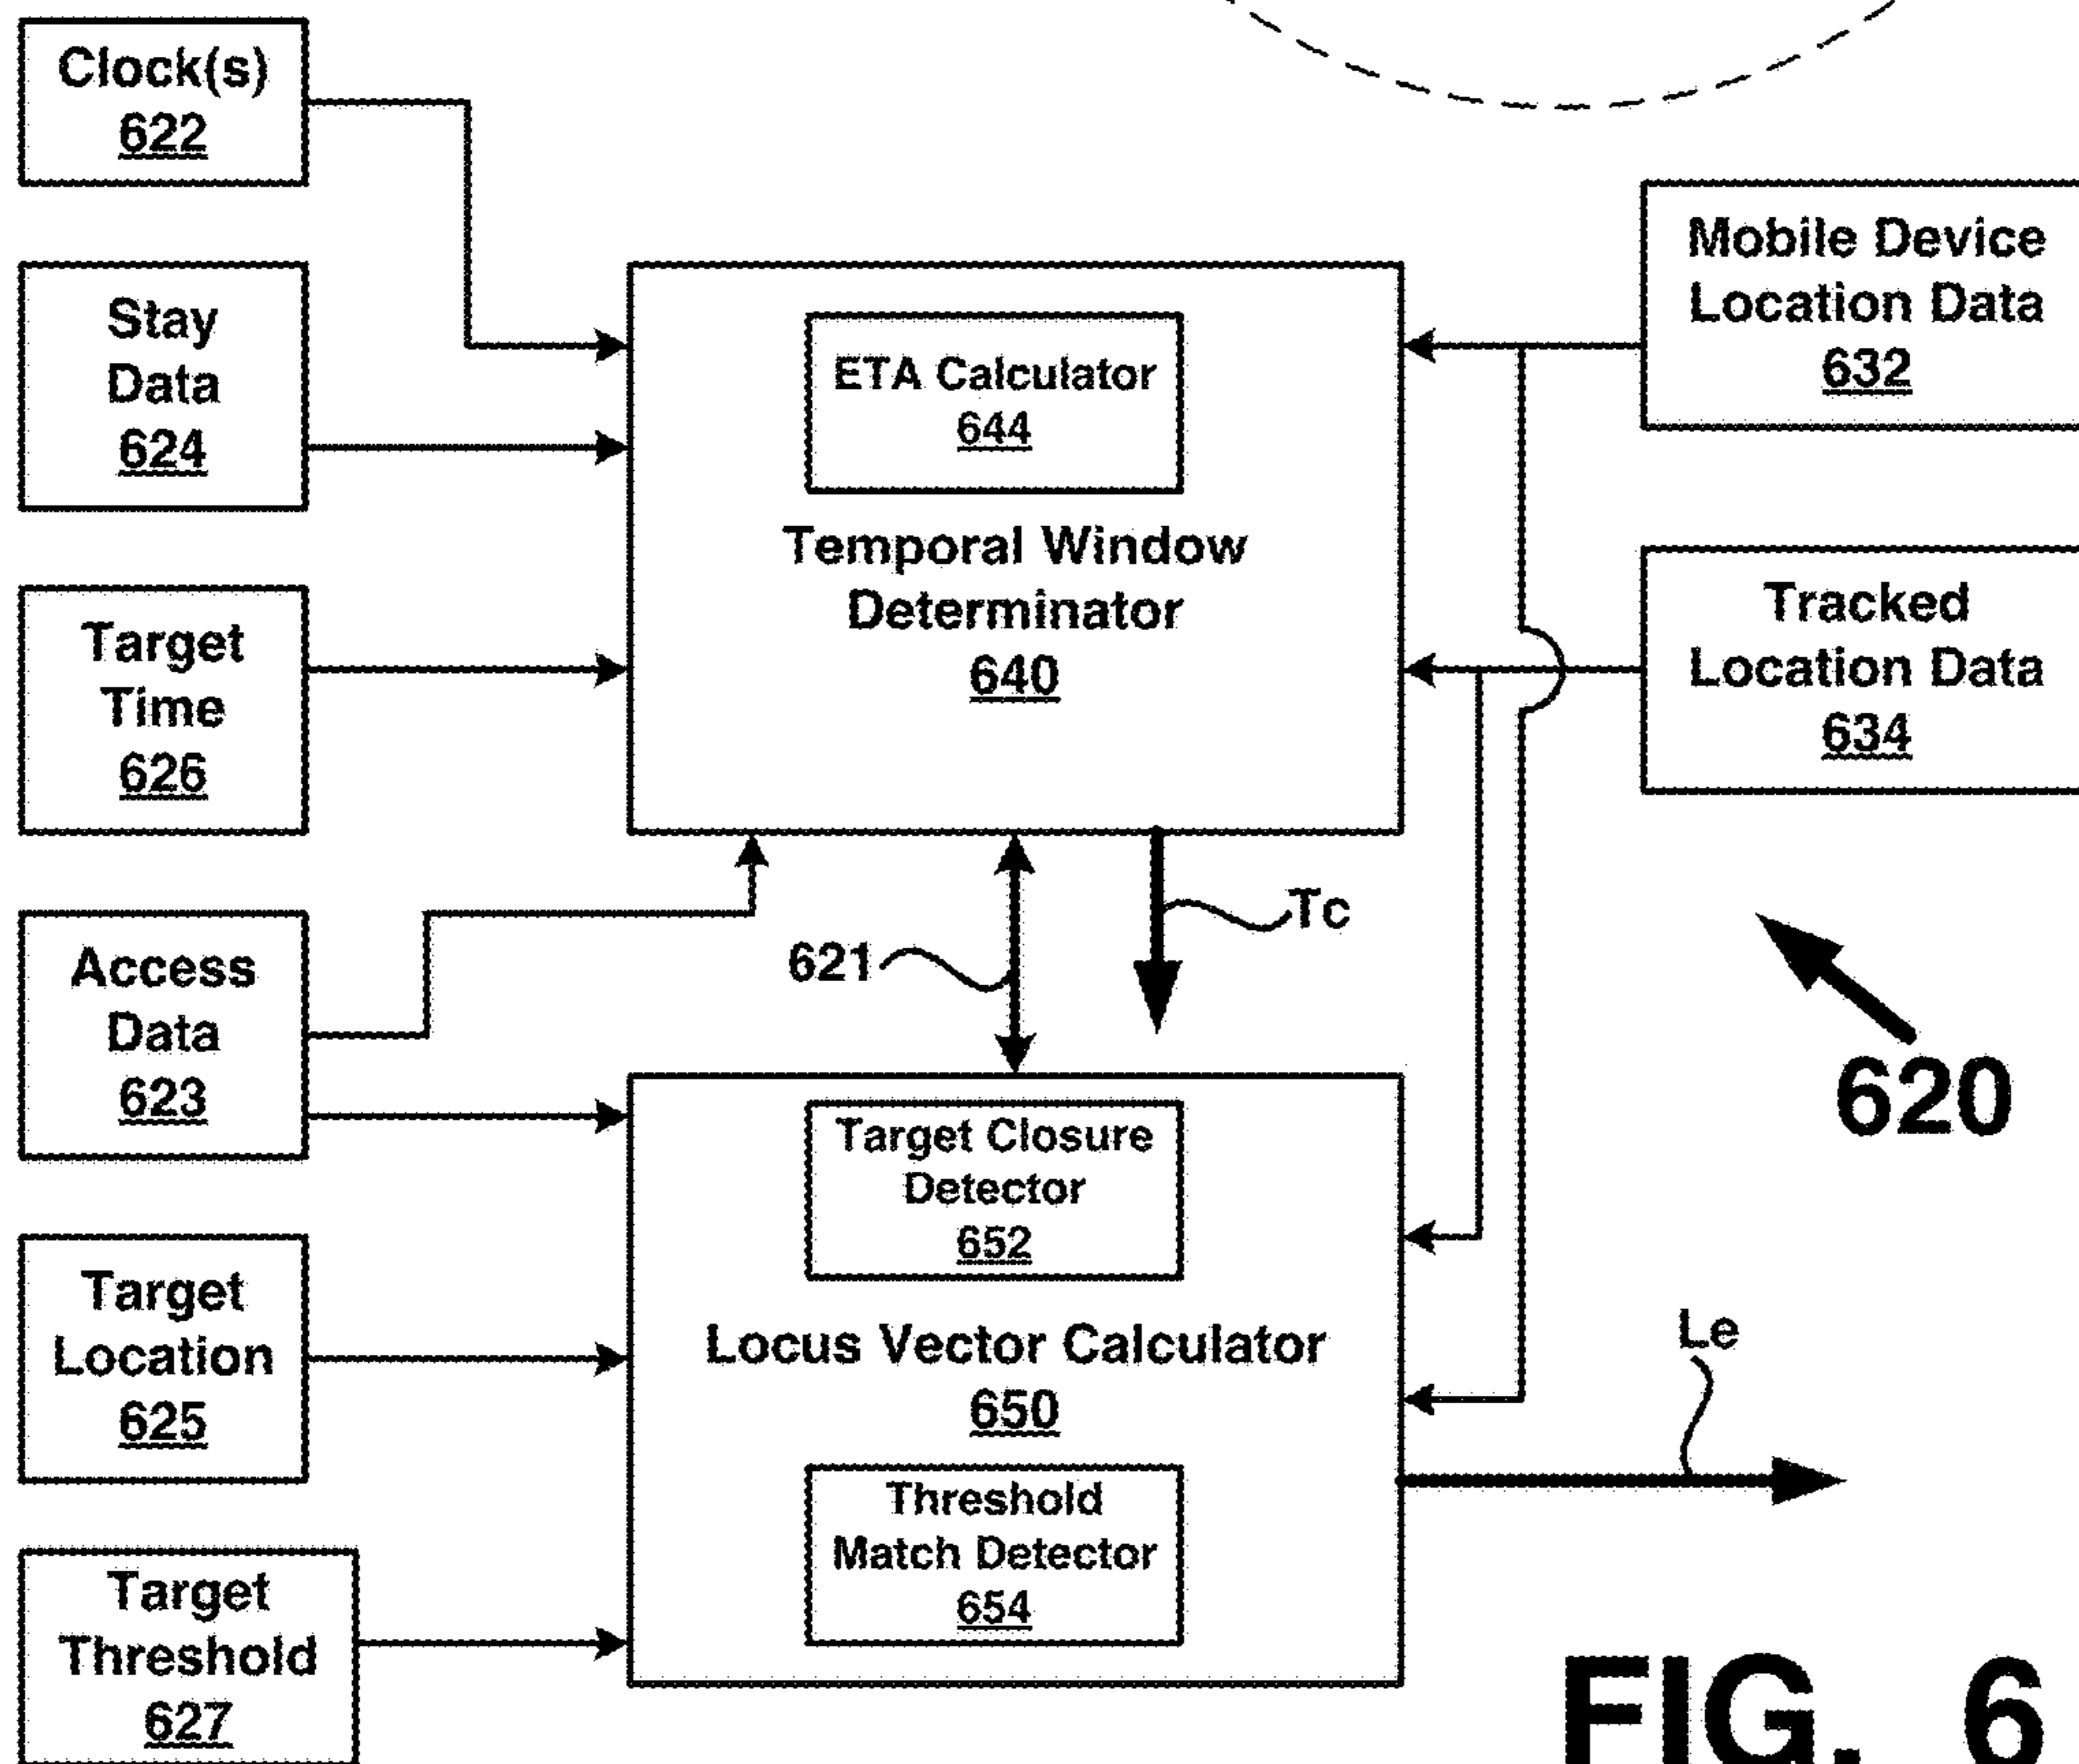 Clock(s)
622
Stay
Data
624
Target
Time
626
Access
Data
623
Target
Location
625
Target
Threshold
627
ETA Calculator
644
Temporal Window
Determinator
640
621
Tc
Target Closure
Detector
652
Locus Vector Calculator
650
Threshold
Match Detector
654
Mobile Device
Location Data
632
Tracked
Location Data
634
620
Le
FIG. 6